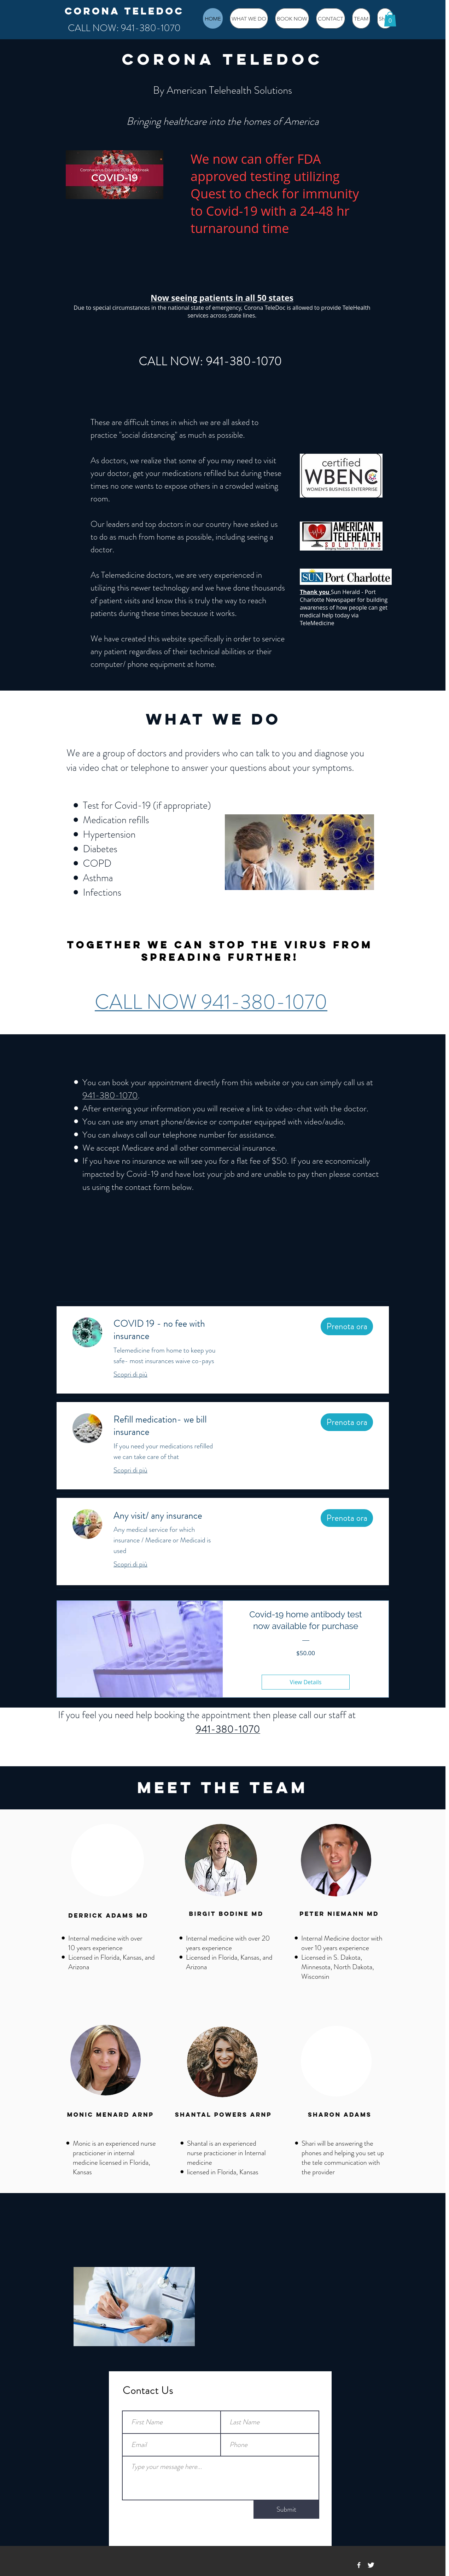 CORONA TELEDOC
CALL NOW: 941-380-1070
HOME
WHAT WE DO
BOOK NOW
CONTACT
TEAM
0
CORONA TELEDOC
By American Telehealth Solutions
Bringing healthcare into the homes of America
COVID-19
We now can offer FDA
approved testing utilizing
Quest to check for immunity
to Covid-19 with a 24-48 hr
turnaround time
Now seeing patients in all 50 states
Due to special circumstances in the national state of emergency, Corona TeleDoc is allowed to provide TeleHealth
services across state lines.
CALL NOW: 941-380-1070
These are difficult times in which we are all asked to
practice "social distancing" as much as possible.
As doctors, we realize that some of you may need to visit
your doctor, get your medications refilled but during these
times no one wants to expose others in a crowded waiting
room.
Our leaders and top doctors in our country have asked us
to do as much from home as possible, including seeing a
doctor.
As Telemedicine doctors, we are very experienced in
utilizing this newer technology and we have done thousands
of patient visits and know this is truly the way to reach
patients during these times because it works.
We have created this website specifically in order to service
any patient regardless of their technical abilities or their
computer/ phone equipment at home.
certified
WBENC
WOMEN'S BUSINESS ENTERPRISE
AMERICAN
TELEHEALTH
SOLUTIONS
SUN Port Charlotte
Thank you Sun Herald - Port
Charlotte Newspaper for building
awareness of how people can get
medical help today via
TeleMedicine
WHAT WE DO
We are a group of doctors and providers who can talk to you and diagnose you
via video chat or telephone to answer your questions about your symptoms.
Test for Covid-19 (if appropriate)
Medication refills
Hypertension
Diabetes
COPD
Asthma
Infections
TOGETHER WE CAN STOP THE VIRUS FROM
SPREADING FURTHER!
CALL NOW 941-380-1070
You can book your appointment directly from this website or you can simply call us at
941-380-1070.
After entering your information you will receive a link to video-chat with the doctor.
You can use any smart phone/device or computer equipped with video/audio.
You can always call our telephone number for assistance.
We accept Medicare and all other commercial insurance.
If you have no insurance we will see you for a flat fee of $50. If you are economically
impacted by Covid-19 and have lost your job and are unable to pay then please contact
us using the contact form below.
COVID 19 - no fee with
insurance
Telemedicine from home to keep you
safe- most insurances waive co-pays
Scopri di più
Prenota ora
Refill medication- we bill
insurance
If you need your medications refilled
we can take care of that
Scopri di più
Prenota ora
Any visit/ any insurance
Any medical service for which
insurance / Medicare or Medicaid is
used
Scopri di più
Prenota ora
Covid-19 home antibody test
now available for purchase
$50.00
View Details
If you feel you need help booking the appointment then please call our staff at
941-380-1070
MEET THE TEAM
DERRICK ADAMS MD
Internal medicine with over
10 years experience
Licensed in Florida, Kansas, and
Arizona
BIRGIT BODINE MD
Internal medicine with over 20
years experience
Licensed in Florida, Kansas, and
Arizona
PETER NIEMANN MD
Internal Medicine doctor with
over 10 years experience
Licensed in S. Dakota,
Minnesota, North Dakota,
Wisconsin
MONIC MENARD ARNP
Monic is an experienced nurse
practicioner in internal
medicine licensed in Florida,
Kansas
SHANTAL POWERS ARNP
Shantal is an experienced
nurse practicioner in Internal
medicine
licensed in Florida, Kansas
SHARON ADAMS
Shari will be answering the
phones and helping you set up
the tele communication with
the provider
Contact Us
First Name
Last Name
Email
Phone
Type your message here...
Submit